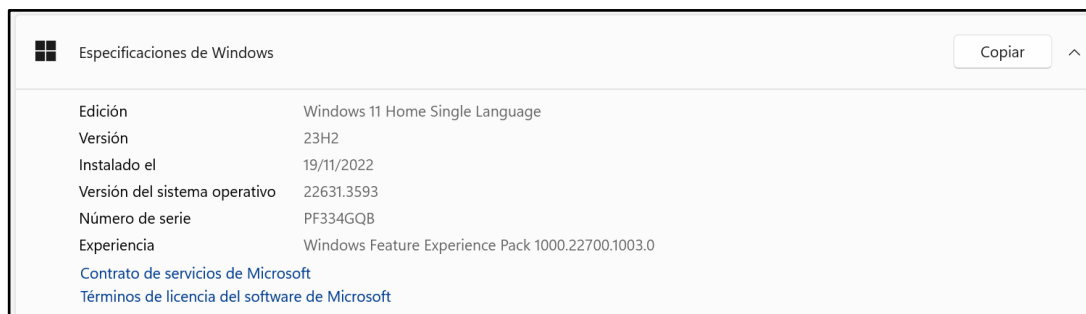 Especificaciones de Windows Copiar
Edición Windows 11 Home Single Language
Versión 23H2
Instalado el 19/11/2022
Versión del sistema operativo 22631.3593
Número de serie PF334GQB
Experiencia Windows Feature Experience Pack 1000.22700.1003.0
Contrato de servicios de Microsoft
Términos de licencia del software de Microsoft